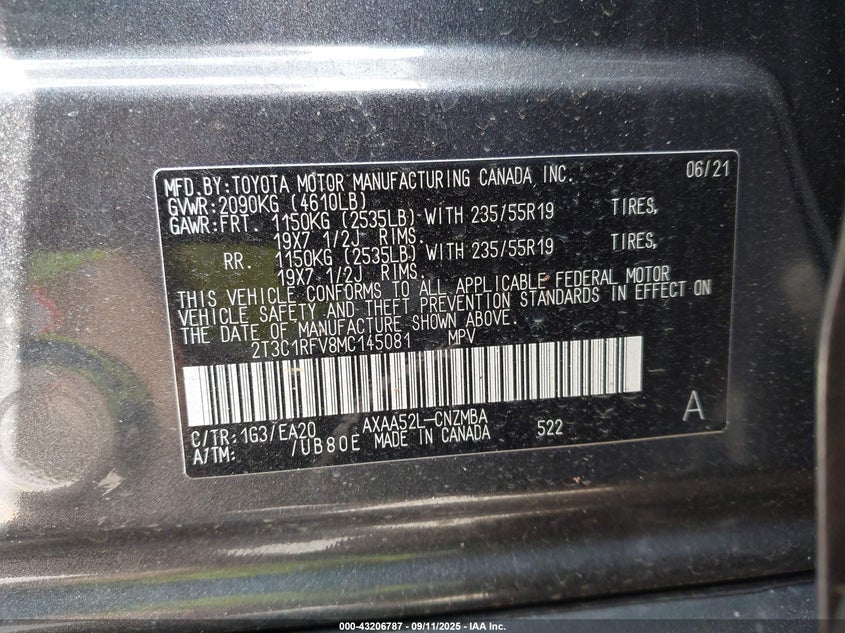 MFD.BY:TOYOTA MOTOR MANUFACTURING CANADA INC. 06/21
GVWR:2090KG (4610LB)
GAWR:FRT. 1150KG (2535LB) WITH 235/55R19 TIRES,
19X7 1/2J RIMS.
RR. 1150KG (2535LB) WITH 235/55R19 TIRES,
19X7 1/2J RIMS.
THIS VEHICLE CONFORMS TO ALL APPLICABLE FEDERAL MOTOR
VEHICLE SAFETY AND THEFT PREVENTION STANDARDS IN EFFECT ON
THE DATE OF MANUFACTURE SHOWN ABOVE.
2T3C1RFV8MC145081 MPV
C/TR:1G3/EA20 AXAA52L-CNZMBA A
A/TM: /UB80E MADE IN CANADA 522
000-43206787 - 09/11/2025 - IAA Inc.